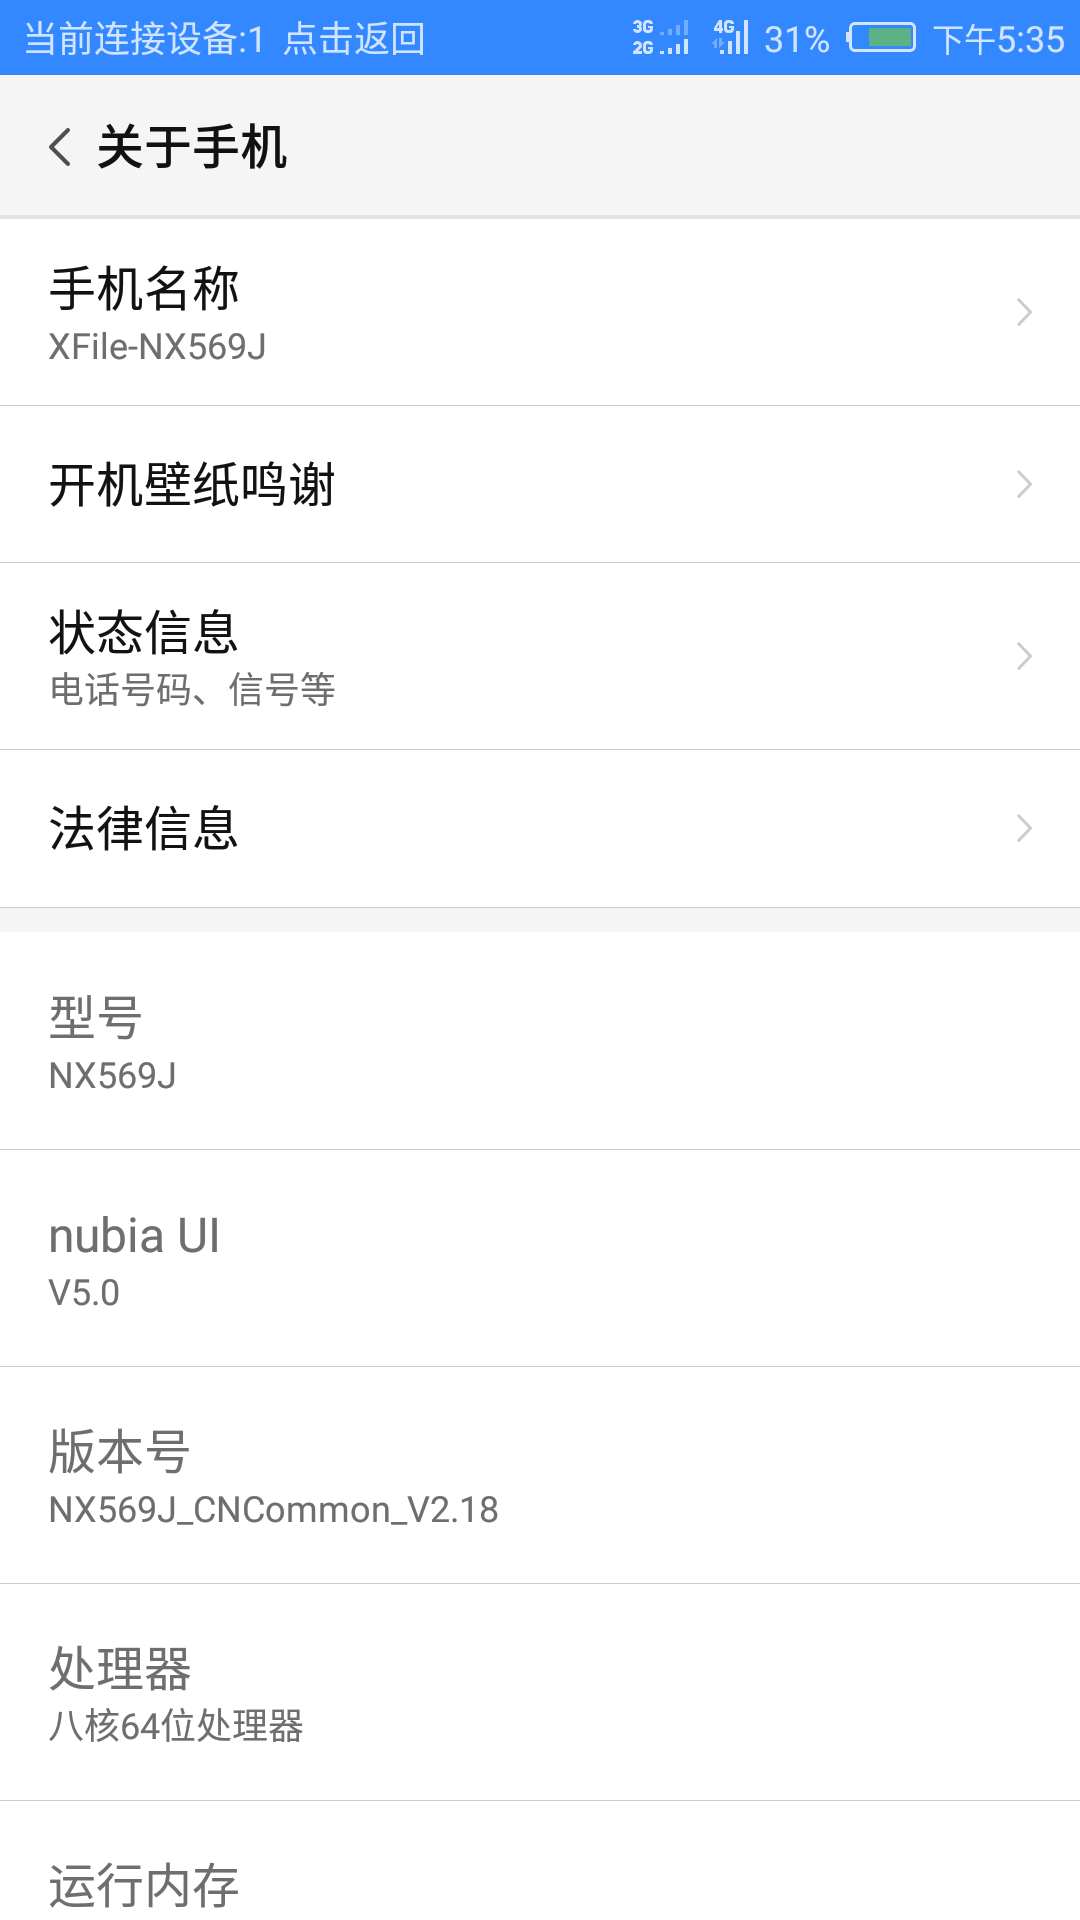 当前连接设备:1 点击返回 3G 2G 4G 31% 下午5:35
关于手机
手机名称
XFile-NX569J
开机壁纸鸣谢
状态信息
电话号码、信号等
法律信息
型号
NX569J
nubia UI
V5.0
版本号
NX569J_CNCommon_V2.18
处理器
八核64位处理器
运行内存